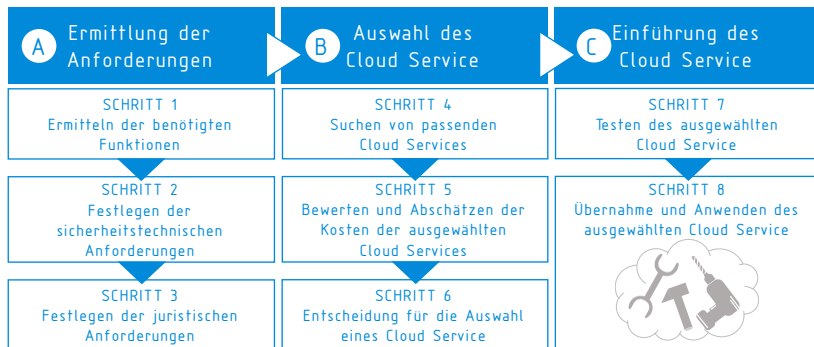 A
Ermittlung der
Anforderungen
B
Auswahl des
Cloud Service
C
Einführung des
Cloud Service
SCHRITT 1
Ermitteln der benötigten
Funktionen
SCHRITT 2
Festlegen der
sicherheitstechnischen
Anforderungen
SCHRITT 3
Festlegen der juristischen
Anforderungen
SCHRITT 4
Suchen von passenden
Cloud Services
SCHRITT 5
Bewerten und Abschätzen der
Kosten der ausgewählten
Cloud Services
SCHRITT 6
Entscheidung für die Auswahl
eines Cloud Service
SCHRITT 7
Testen des ausgewählten
Cloud Service
SCHRITT 8
Übernahme und Anwenden des
ausgewählten Cloud Service